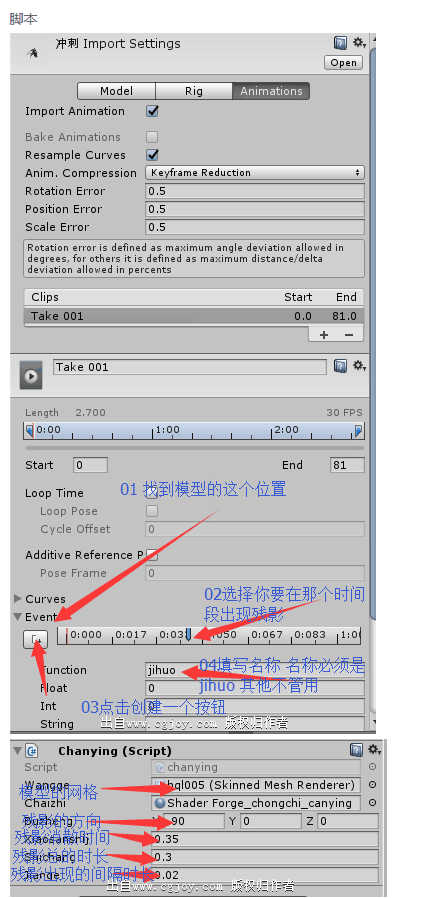 脚本
冲刺 Import Settings
Open
Model Rig Animations
Import Animation
Bake Animations
Resample Curves
Anim. Compression Keyframe Reduction
Rotation Error 0.5
Position Error 0.5
Scale Error 0.5
Rotation error is defined as maximum angle deviation allowed in
degrees, for others it is defined as maximum distance/delta
deviation allowed in percents
Clips Start End
Take 001 0.0 81.0
+ −
Take 001
Length 2.700 30 FPS
0:00 1:00 2:00
Start 0 End 81
Loop Time
01 找到模型的这个位置
Loop Pose
Cycle Offset 0
Additive Reference P
Pose Frame 0
Curves
02选择你要在那个时间
段出现残影
Event
0:000 0:017 0:033 0:050 0:067 0:083 1:00
Function jihuo
04填写名称 名称必须是
jihuo 其他不管用
Float 0
Int 0
03点击创建一个按钮
String
出自www.cgjoy.com 版权归作者
Chanying (Script)
Script chanying
Wangge hql005 (Skinned Mesh Renderer)
模型的网格
Chaizhi Shader Forge_chongchi_canying
X -90 Y 0 Z 0
残影的方向
0.35
残影消散时间
Shichang 0.3
残影总的时长
Jiange 0.02
残影出现的间隔时长
出自www.cgjoy.com 版权归作者